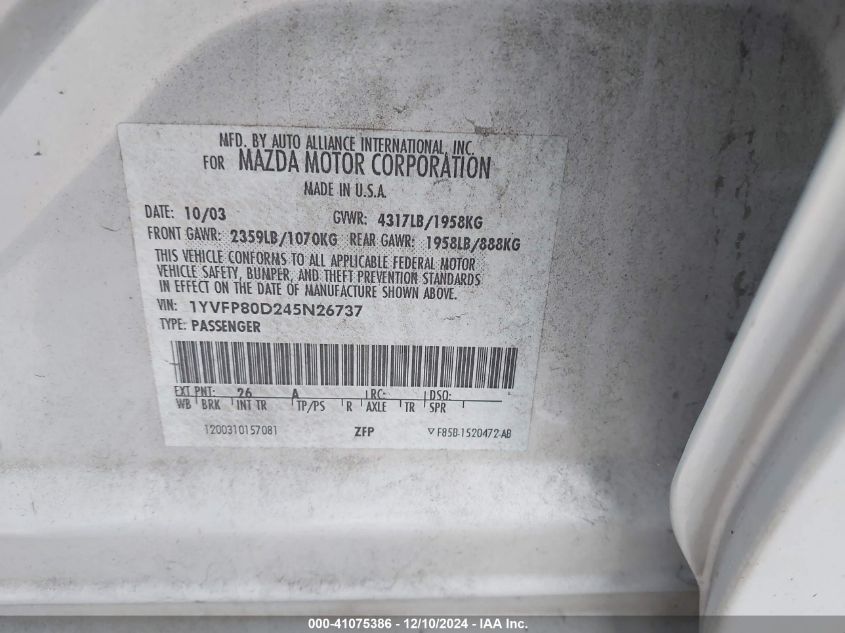 MFD. BY AUTO ALLIANCE INTERNATIONAL, INC.
FOR MAZDA MOTOR CORPORATION
MADE IN U.S.A.
DATE: 10/03 GVWR: 4317LB/1958KG
FRONT GAWR: 2359LB/1070KG REAR GAWR: 1958LB/888KG
THIS VEHICLE CONFORMS TO ALL APPLICABLE FEDERAL MOTOR
VEHICLE SAFETY, BUMPER, AND THEFT PREVENTION STANDARDS
IN EFFECT ON THE DATE OF MANUFACTURE SHOWN ABOVE.
VIN: 1YVFP80D245N26737
TYPE: PASSENGER
EXT PNT: 26 A RC: DSO:
WB BRK INT TR TP/PS R AXLE TR SPR
1200310157081 ZFP F85B-1520472-AB
000-41075386 - 12/10/2024 - IAA Inc.